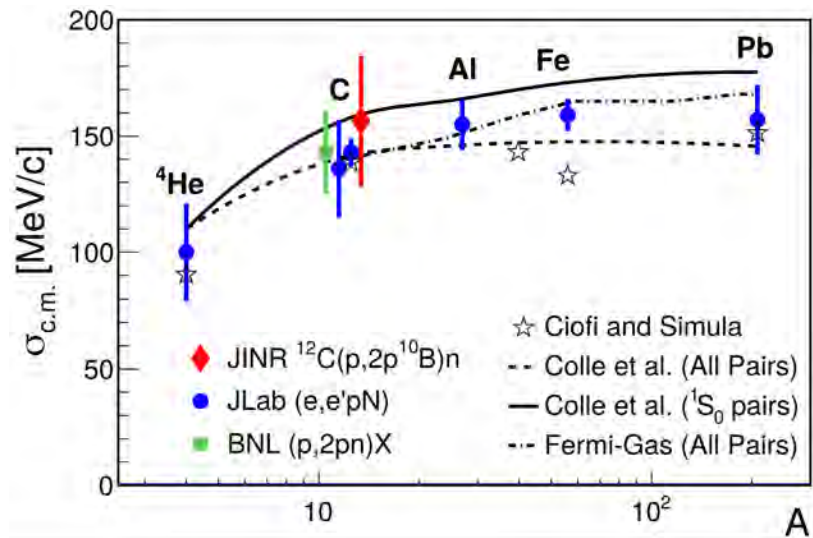 200
150
100
50
0
σc.m. [MeV/c]
⁴He
C
Al
Fe
Pb
JINR ¹²C(p,2p¹⁰B)n
JLab (e,e'pN)
BNL (p,2pn)X
Ciofi and Simula
Colle et al. (All Pairs)
Colle et al. (¹S₀ pairs)
Fermi-Gas (All Pairs)
10
10²
A